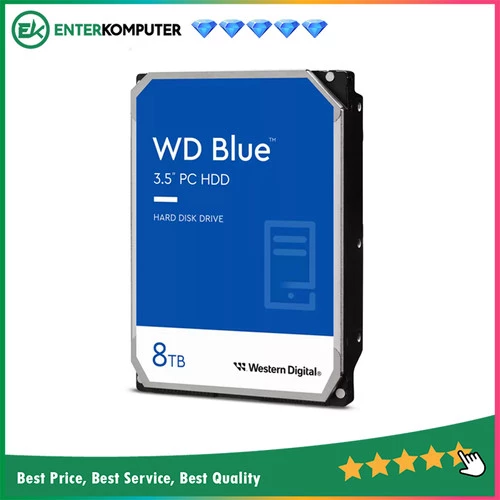 EK ENTERKOMPUTER
WD Blue™
3.5" PC HDD
HARD DISK DRIVE
8TB
Western Digital®
Best Price, Best Service, Best Quality